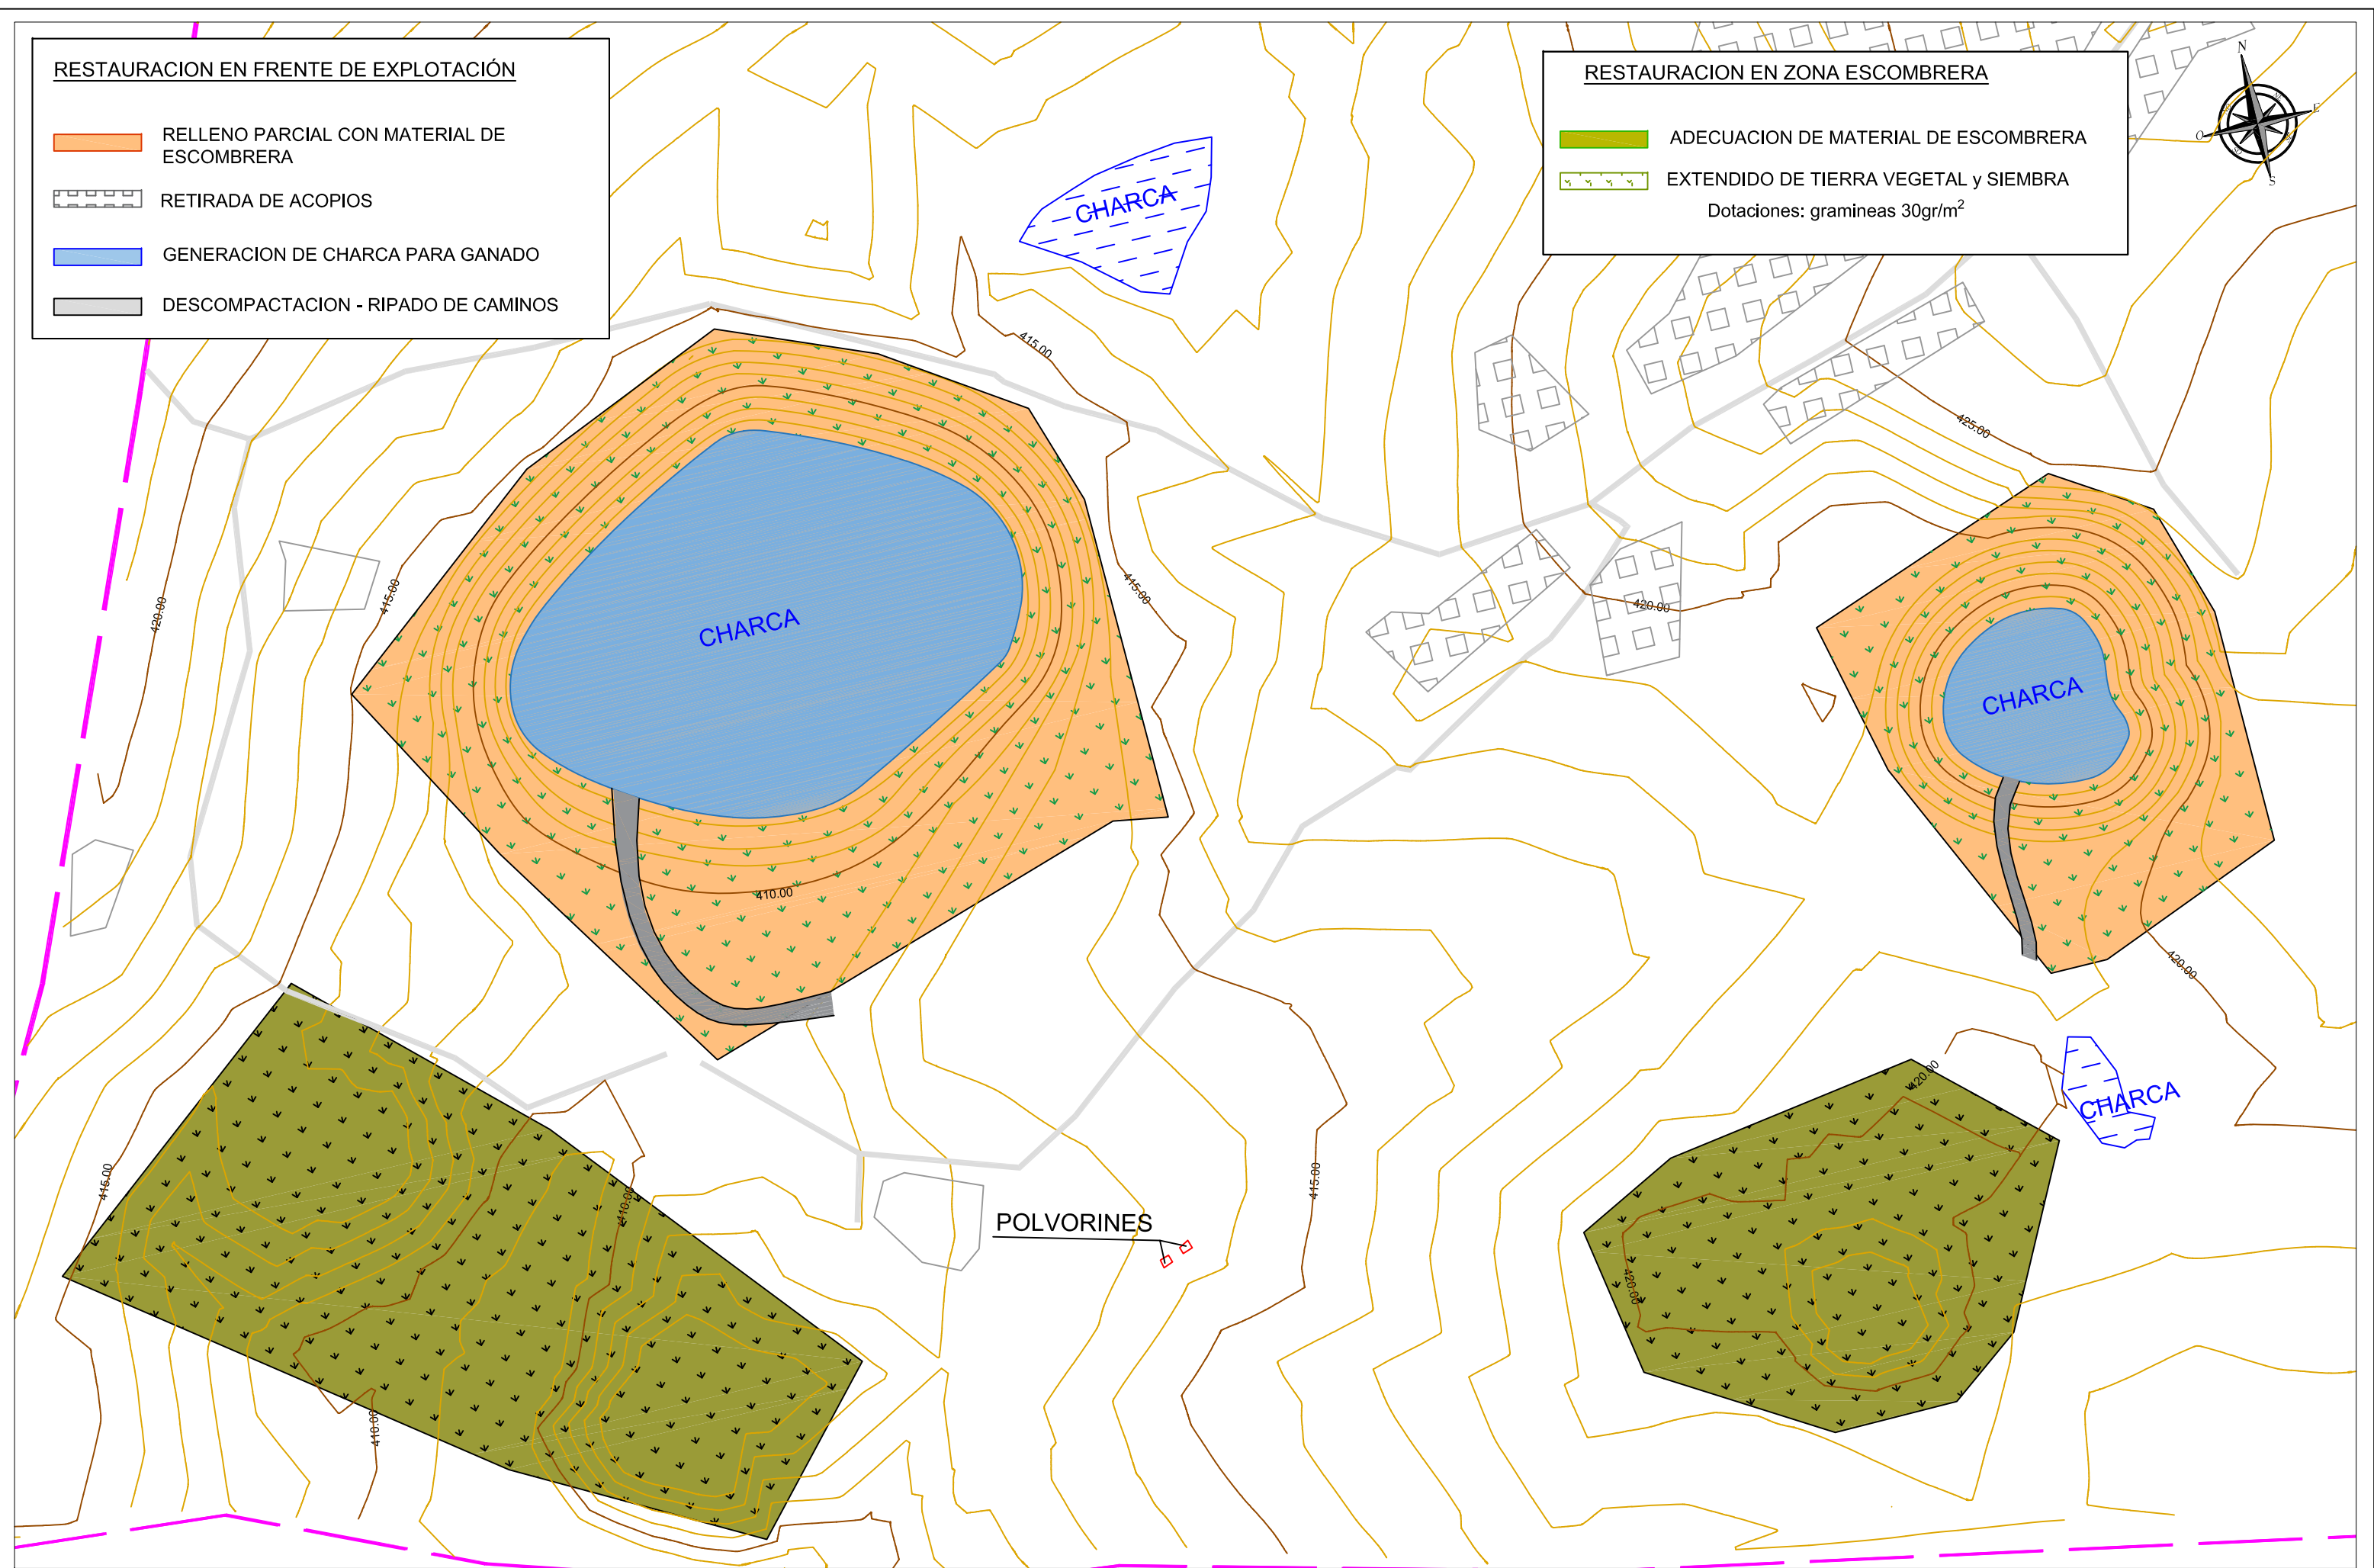 RESTAURACION EN FRENTE DE EXPLOTACIÓN
RELLENO PARCIAL CON MATERIAL DE
ESCOMBRERA
RETIRADA DE ACOPIOS
GENERACION DE CHARCA PARA GANADO
DESCOMPACTACION - RIPADO DE CAMINOS
RESTAURACION EN ZONA ESCOMBRERA
ADECUACION DE MATERIAL DE ESCOMBRERA
EXTENDIDO DE TIERRA VEGETAL y SIEMBRA
Dotaciones: gramineas 30gr/m²
N
E
O
S
CHARCA
415.00
425.00
415.00
415.00
420.00
420.00
CHARCA
CHARCA
410.00
420.00
420.00
CHARCA
415.00
410.00
415.00
POLVORINES
420.00
410.00